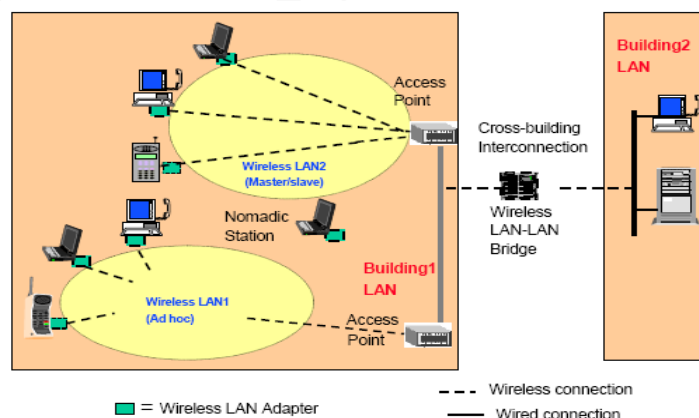 Building2
LAN
Access
Point
Cross-building
Interconnection
Wireless LAN2
(Master/slave)
Nomadic
Station
Wireless
LAN-LAN
Bridge
Building1
LAN
Wireless LAN1
(Ad hoc)
Access
Point
= Wireless LAN Adapter
Wireless connection
Wired connection